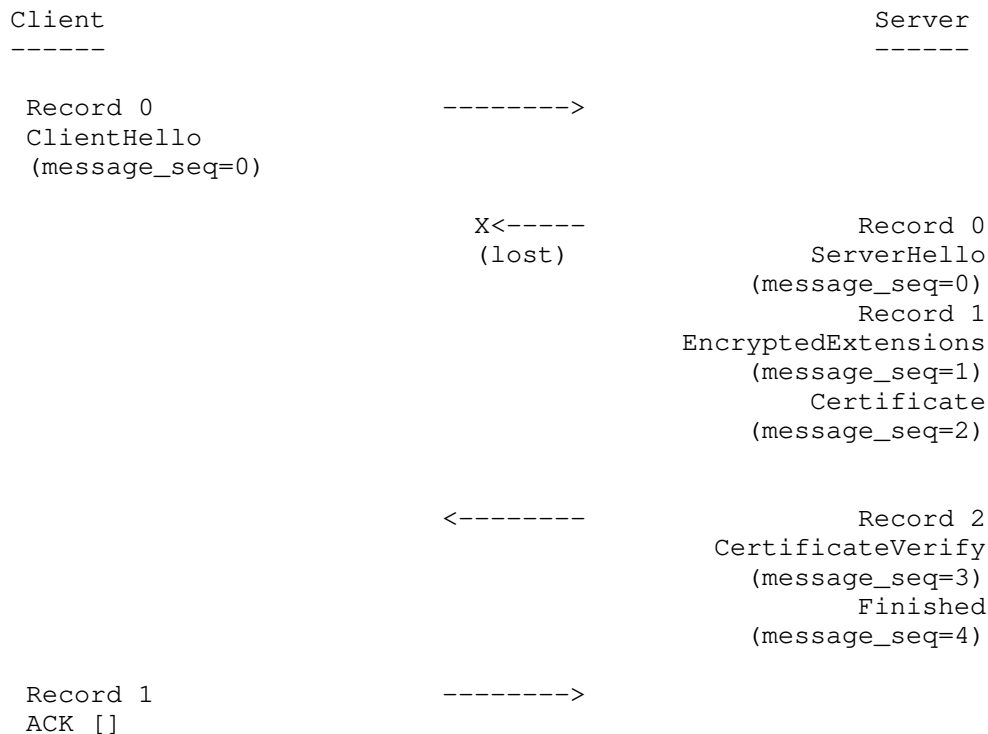 Client                                                  Server
------                                                  ------
Record 0                  -------->
ClientHello
(message_seq=0)
X<-----                 Record 0
(lost)               ServerHello
(message_seq=0)
Record 1
EncryptedExtensions
(message_seq=1)
Certificate
(message_seq=2)
<--------                 Record 2
CertificateVerify
(message_seq=3)
Finished
(message_seq=4)
Record 1                  -------->
ACK []